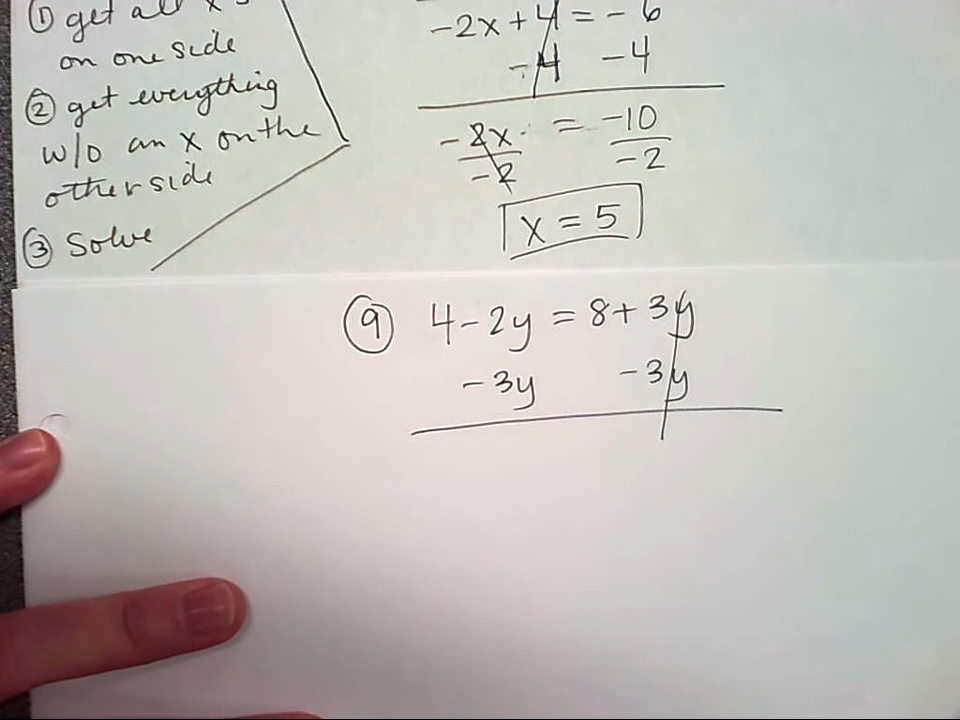 ① get all x's
on one side
② get everything
w/o an x on the
other side
③ Solve
-2x + 4 = -6
-4 -4
-2x = -10
-2 -2
x = 5
⑨ 4 - 2y = 8 + 3y
-3y -3y